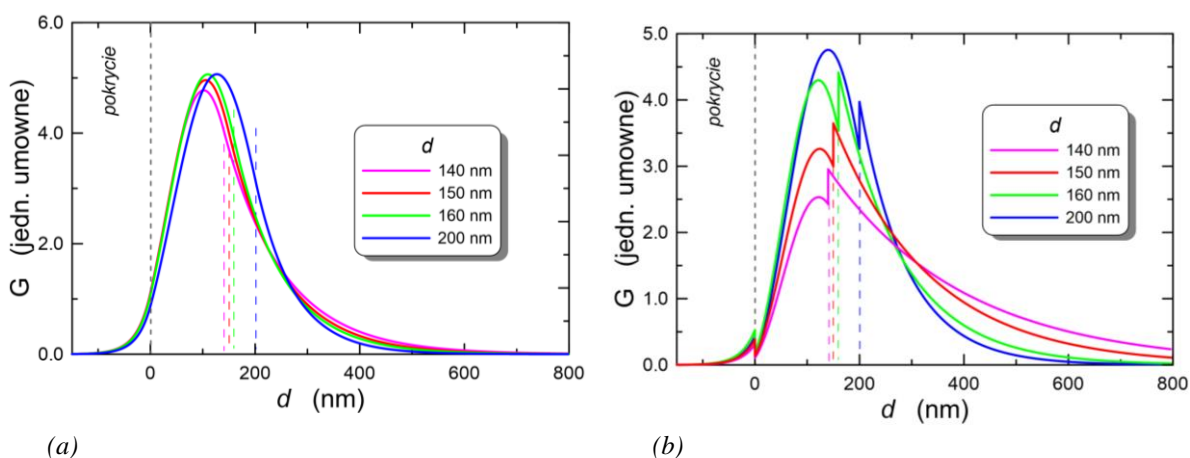 6.0
4.0
2.0
0.0
G (jedn. umowne)
pokrycie
d
140 nm
150 nm
160 nm
200 nm
0 200 400 600 800
d (nm)
(a)
5.0
4.0
3.0
2.0
1.0
0.0
G (jedn. umowne)
pokrycie
d
140 nm
150 nm
160 nm
200 nm
0 200 400 600 800
d (nm)
(b)